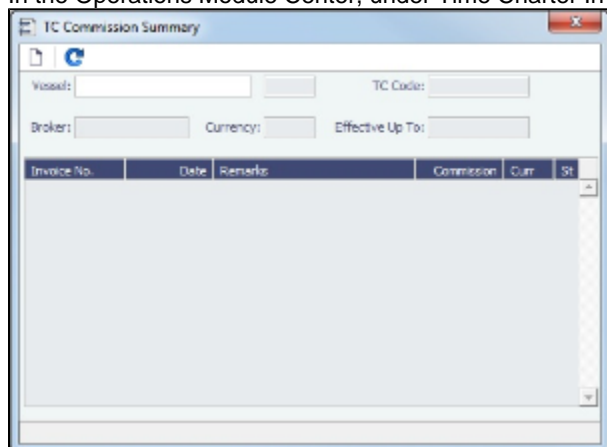 In the Operations Module Center, under Time Charter In
TC Commission Summary
Vessel: TC Code:
Broker: Currency: Effective Up To:
Invoice No. Date Remarks Commission Curr St